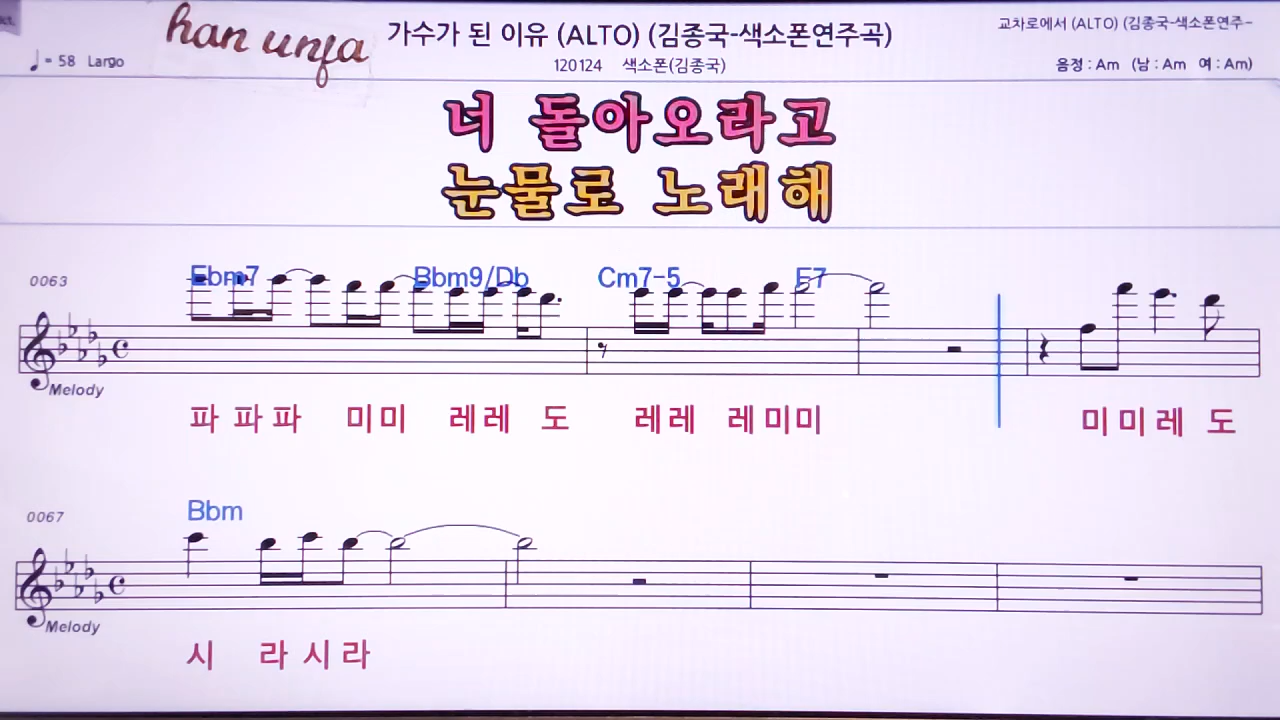 han unja
가수가 된 이유 (ALTO) (김종국-색소폰연주곡)
교차로에서 (ALTO) (김종국-색소폰연주-
♩= 58 Largo
120124 색소폰(김종국)
음정 : Am (남 : Am 여 : Am)
너 돌아오라고
눈물로 노래해
0063 Ebm7 Bbm9/Db Cm7-5 F7
Melody
파 파 파 미 미 레 레 도 레 레 레 미 미 미 미 레 도
0067 Bbm
Melody
시 라 시 라